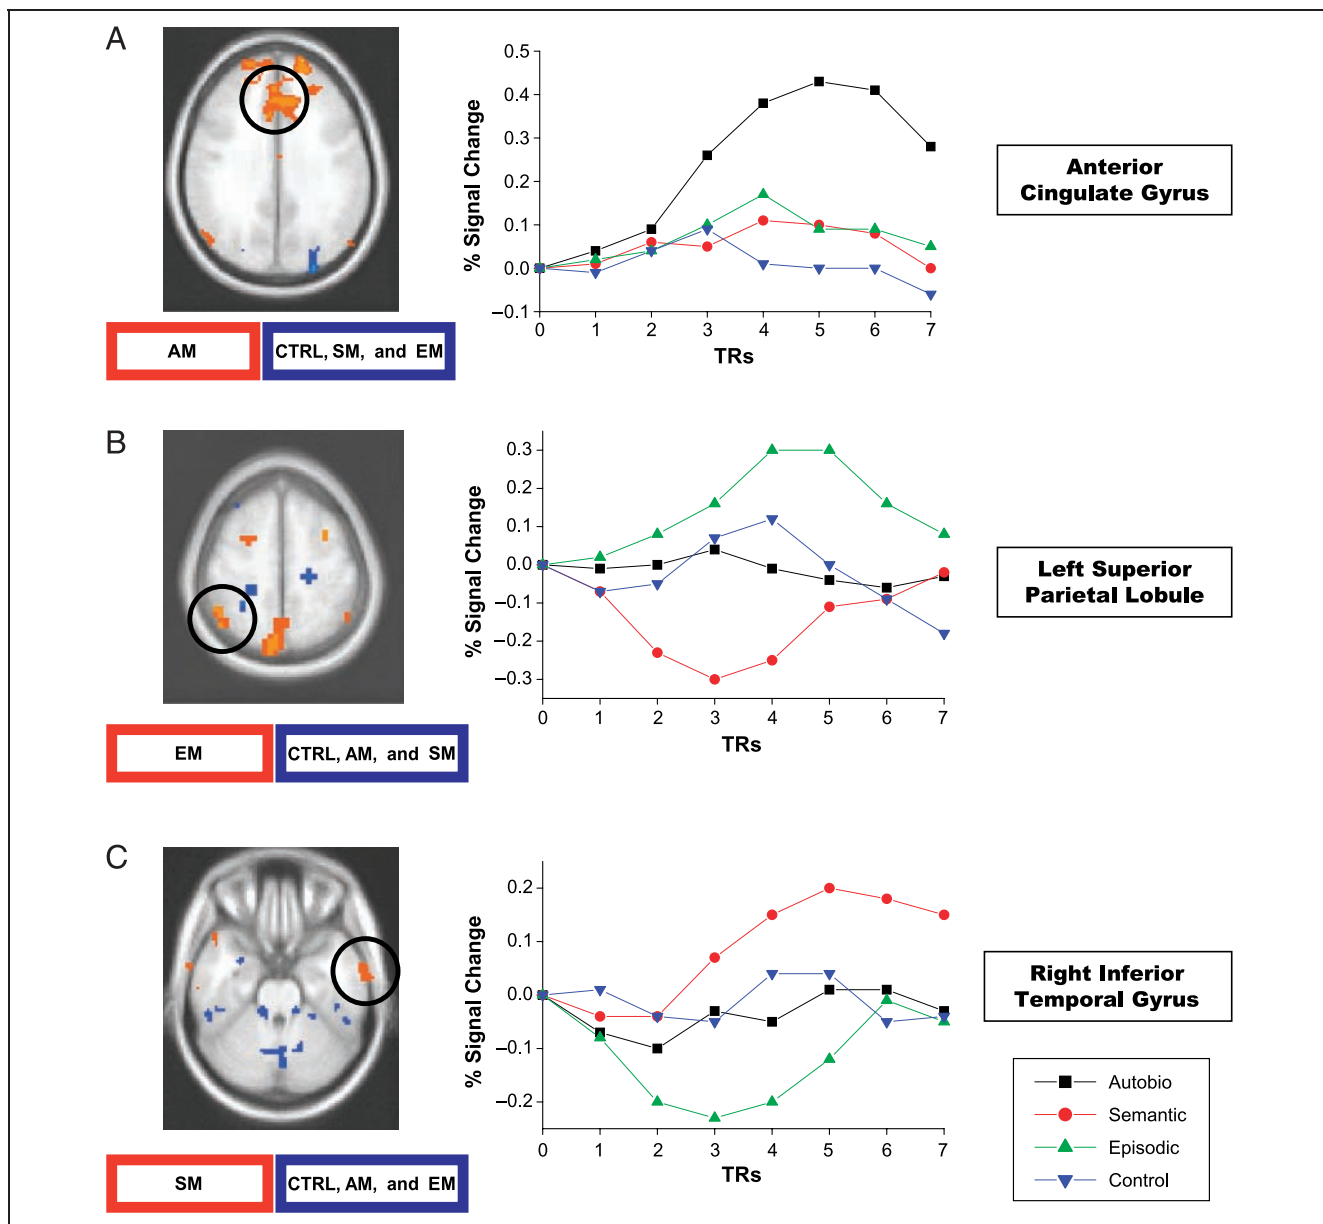 A
0.5
0.4
0.3
0.2
0.1
0.0
–0.1
% Signal Change
0 1 2 3 4 5 6 7
TRs
Anterior
Cingulate Gyrus
AM
CTRL, SM, and EM
B
0.3
0.2
0.1
0.0
–0.1
–0.2
–0.3
% Signal Change
0 1 2 3 4 5 6 7
TRs
Left Superior
Parietal Lobule
EM
CTRL, AM, and SM
C
0.2
0.1
0.0
–0.1
–0.2
% Signal Change
0 1 2 3 4 5 6 7
TRs
Right Inferior
Temporal Gyrus
Autobio
Semantic
Episodic
Control
SM
CTRL, AM, and EM